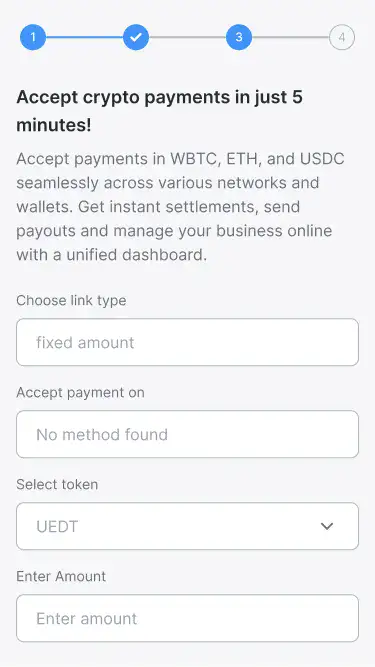 1 3 4
Accept crypto payments in just 5
minutes!
Accept payments in WBTC, ETH, and USDC
seamlessly across various networks and
wallets. Get instant settlements, send
payouts and manage your business online
with a unified dashboard.
Choose link type
fixed amount
Accept payment on
No method found
Select token
UEDT
Enter Amount
Enter amount